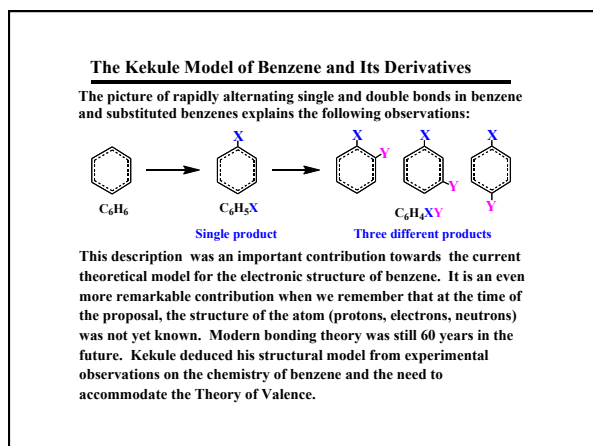 The Kekule Model of Benzene and Its Derivatives
The picture of rapidly alternating single and double bonds in benzene
and substituted benzenes explains the following observations:
X X X X
Y
Y
Y
C₆H₆ C₆H₅X C₆H₄XY
Single product Three different products
This description was an important contribution towards the current
theoretical model for the electronic structure of benzene. It is an even
more remarkable contribution when we remember that at the time of
the proposal, the structure of the atom (protons, electrons, neutrons)
was not yet known. Modern bonding theory was still 60 years in the
future. Kekule deduced his structural model from experimental
observations on the chemistry of benzene and the need to
accommodate the Theory of Valence.